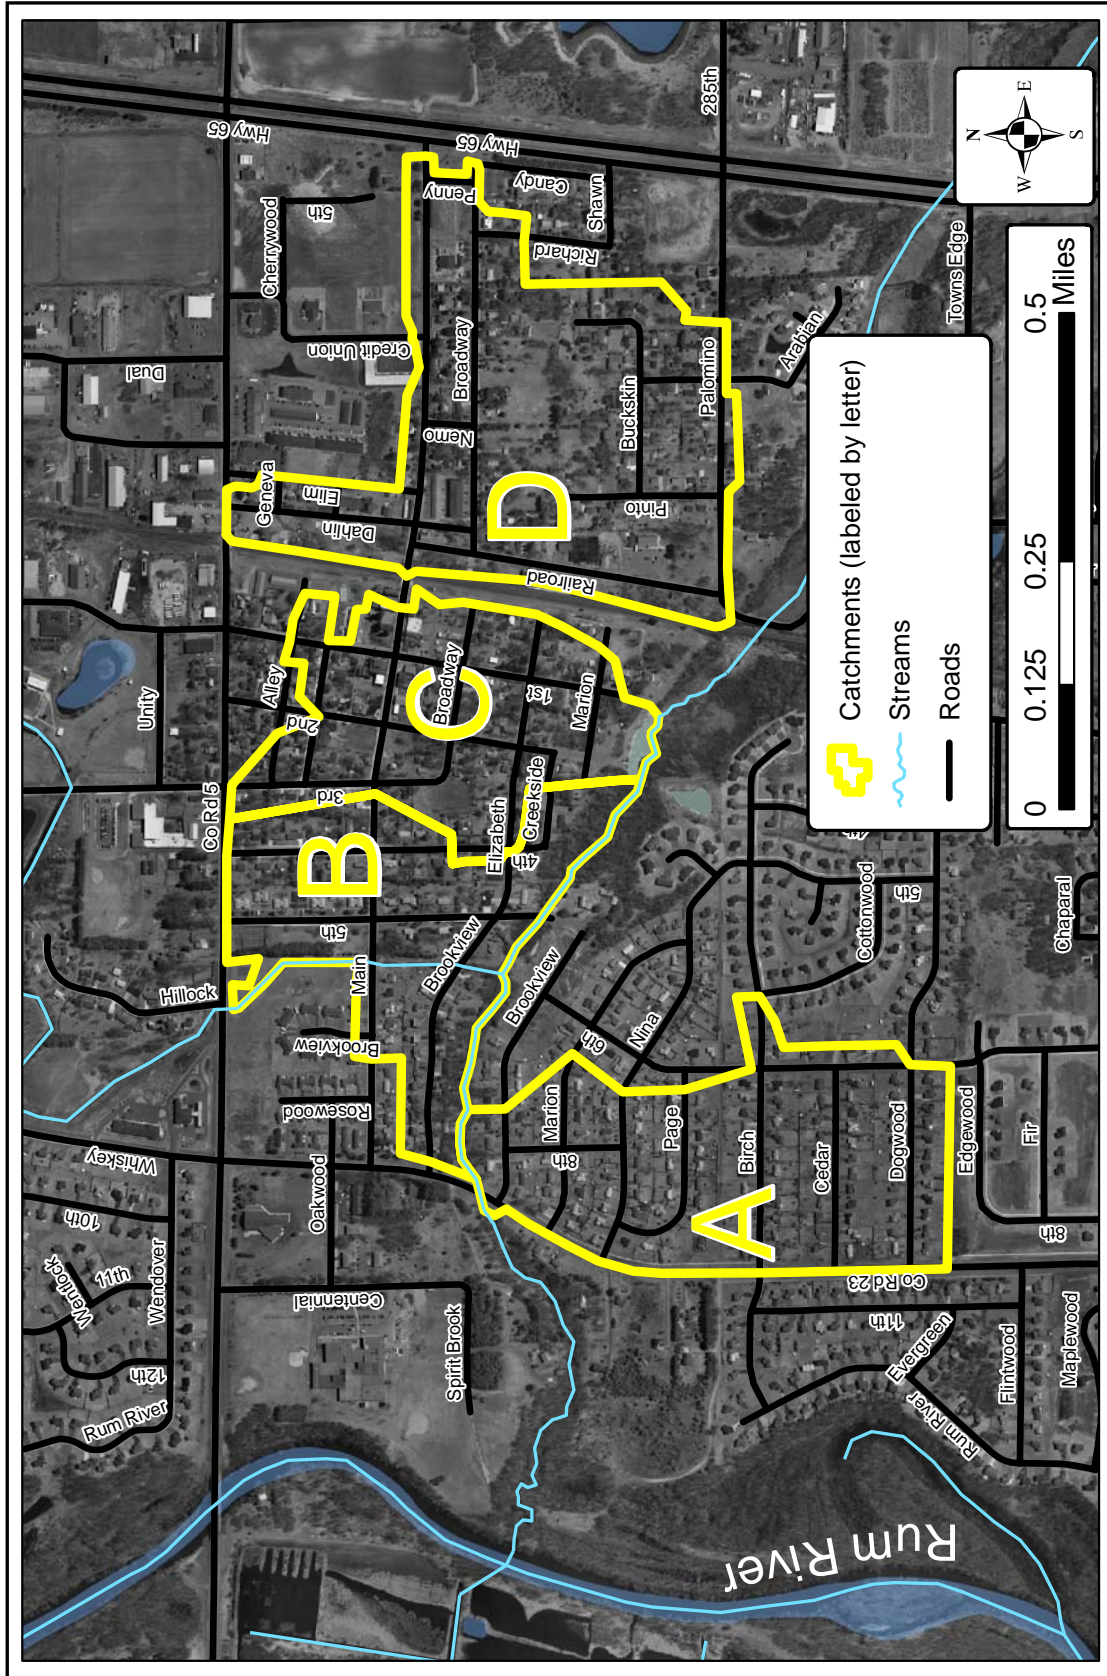 Hwy 65
Hwy 65
285th
Co Rd 5
Cherrywood
5th
Credit Union
Dual
Penny
Candy
Shawn
Richard
Broadway
Nemo
Buckskin
Palomino
Arabian
Towns Edge
Geneva
Elim
Dahlin
Pinto
Railroad
D
Unity
Alley
2nd
3rd
Broadway
C
1st
Marion
Elizabeth
Creekside
4th
B
5th
Main
Hillock
Brookview
Brookview
Brookview
Rosewood
Oakwood
Whiskey
10th
11th
Wentlock
Wendover
12th
Rum River
Centennial
Spirit Brook
6th
Nina
Marion
8th
Page
Birch
Cedar
Dogwood
Edgewood
Fir
8th
A
Co Rd 23
11th
Evergreen
Rum River
Flintwood
Maplewood
Cottonwood
5th
Chaparal
Rum River
N
E
S
W
Catchments (labeled by letter)
Streams
Roads
0 0.125 0.25 0.5
Miles